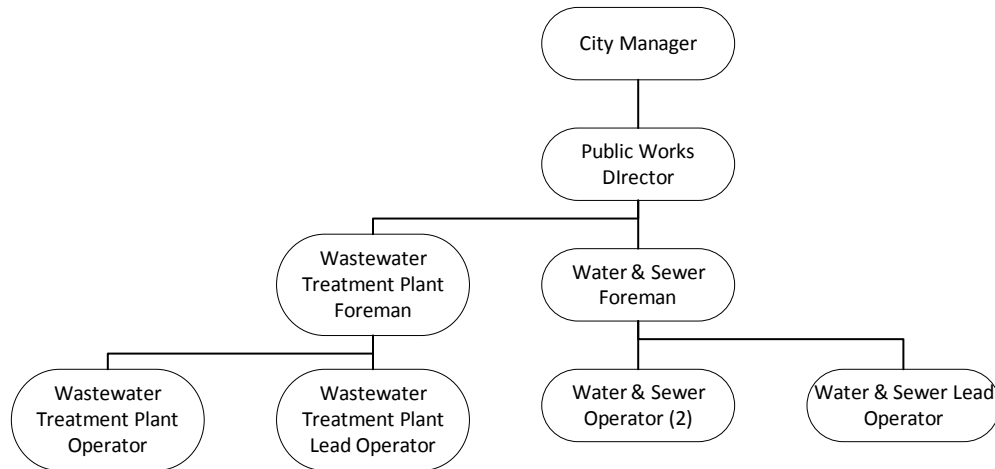 City Manager
Public Works
DIrector
Wastewater
Treatment Plant
Foreman
Water & Sewer
Foreman
Wastewater
Treatment Plant
Operator
Wastewater
Treatment Plant
Lead Operator
Water & Sewer
Operator (2)
Water & Sewer Lead
Operator